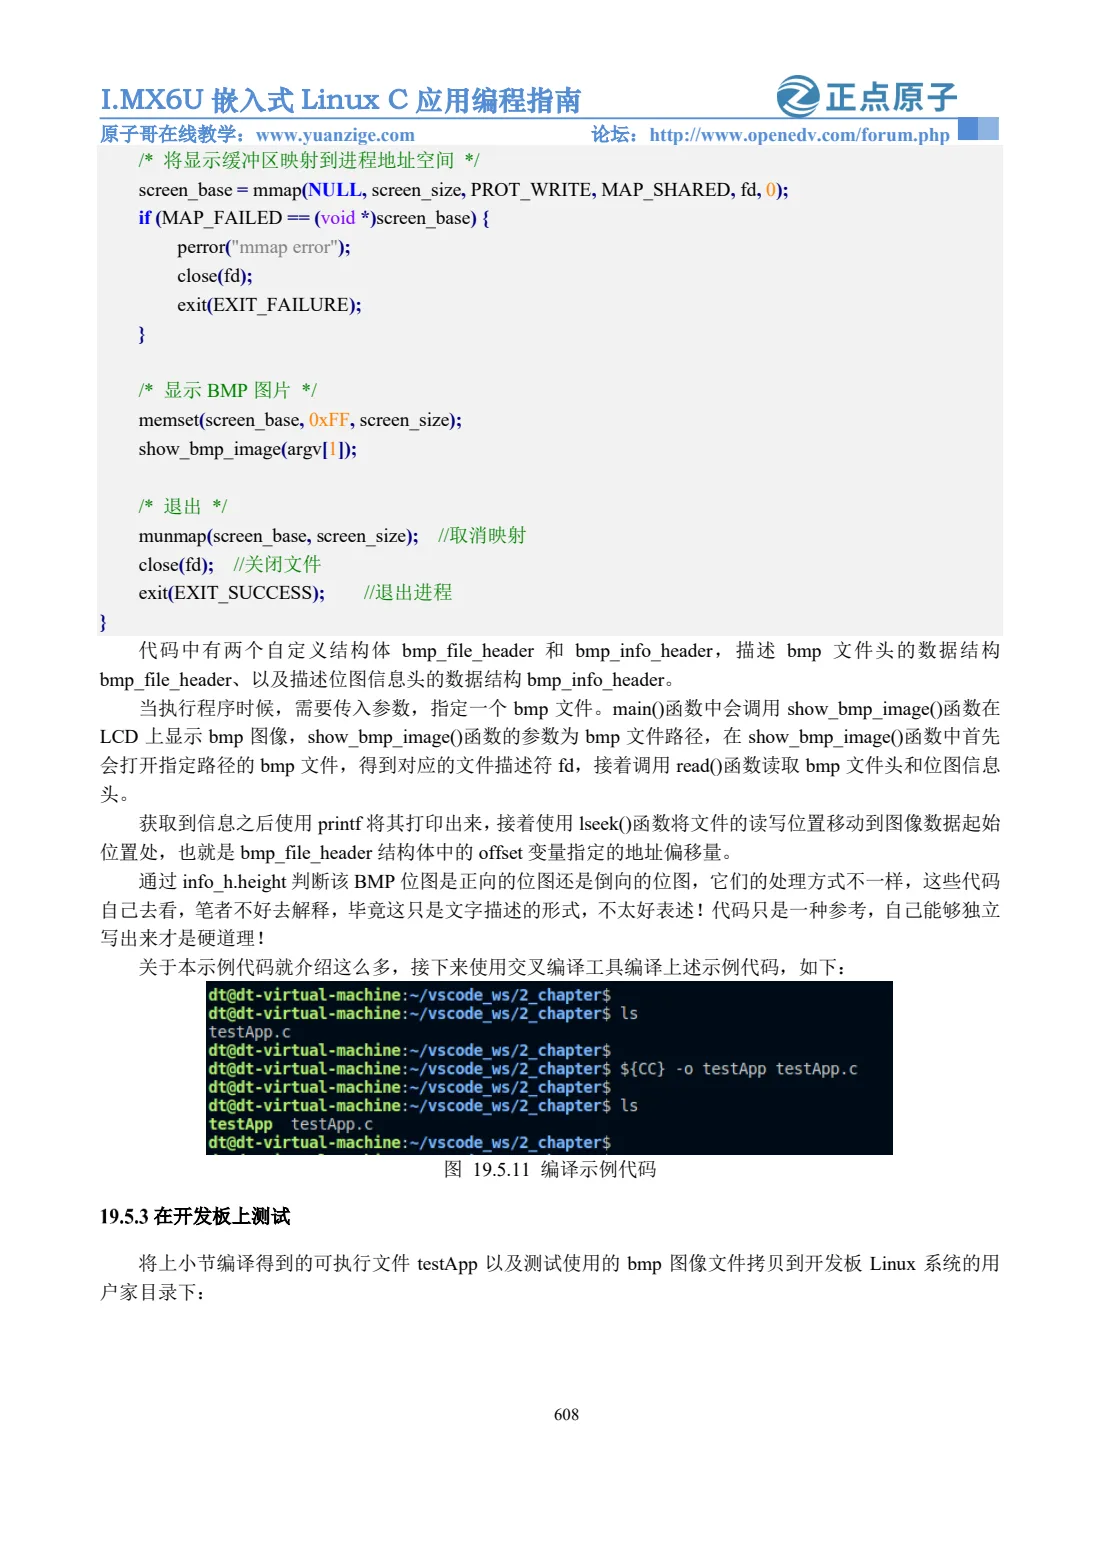 I.MX6U 嵌入式 Linux C 应用编程指南
正点原子
原子哥在线教学：www.yuanzige.com 论坛：http://www.openedv.com/forum.php
/* 将显示缓冲区映射到进程地址空间 */
screen_base = mmap(NULL, screen_size, PROT_WRITE, MAP_SHARED, fd, 0);
if (MAP_FAILED == (void *)screen_base) {
perror("mmap error");
close(fd);
exit(EXIT_FAILURE);
}
/* 显示 BMP 图片 */
memset(screen_base, 0xFF, screen_size);
show_bmp_image(argv[1]);
/* 退出 */
munmap(screen_base, screen_size); //取消映射
close(fd); //关闭文件
exit(EXIT_SUCCESS); //退出进程
}
代码中有两个自定义结构体 bmp_file_header 和 bmp_info_header，描述 bmp 文件头的数据结构
bmp_file_header、以及描述位图信息头的数据结构 bmp_info_header。
当执行程序时候，需要传入参数，指定一个 bmp 文件。main()函数中会调用 show_bmp_image()函数在
LCD 上显示 bmp 图像，show_bmp_image()函数的参数为 bmp 文件路径，在 show_bmp_image()函数中首先
会打开指定路径的 bmp 文件，得到对应的文件描述符 fd，接着调用 read()函数读取 bmp 文件头和位图信息
头。
获取到信息之后使用 printf 将其打印出来，接着使用 lseek()函数将文件的读写位置移动到图像数据起始
位置处，也就是 bmp_file_header 结构体中的 offset 变量指定的地址偏移量。
通过 info_h.height 判断该 BMP 位图是正向的位图还是倒向的位图，它们的处理方式不一样，这些代码
自己去看，笔者不好去解释，毕竟这只是文字描述的形式，不太好表述！代码只是一种参考，自己能够独立
写出来才是硬道理！
关于本示例代码就介绍这么多，接下来使用交叉编译工具编译上述示例代码，如下：
dt@dt-virtual-machine:~/vscode_ws/2_chapter$
dt@dt-virtual-machine:~/vscode_ws/2_chapter$ ls
testApp.c
dt@dt-virtual-machine:~/vscode_ws/2_chapter$
dt@dt-virtual-machine:~/vscode_ws/2_chapter$ ${CC} -o testApp testApp.c
dt@dt-virtual-machine:~/vscode_ws/2_chapter$
dt@dt-virtual-machine:~/vscode_ws/2_chapter$ ls
testApp testApp.c
dt@dt-virtual-machine:~/vscode_ws/2_chapter$
图 19.5.11 编译示例代码
19.5.3 在开发板上测试
将上小节编译得到的可执行文件 testApp 以及测试使用的 bmp 图像文件拷贝到开发板 Linux 系统的用
户家目录下：
608